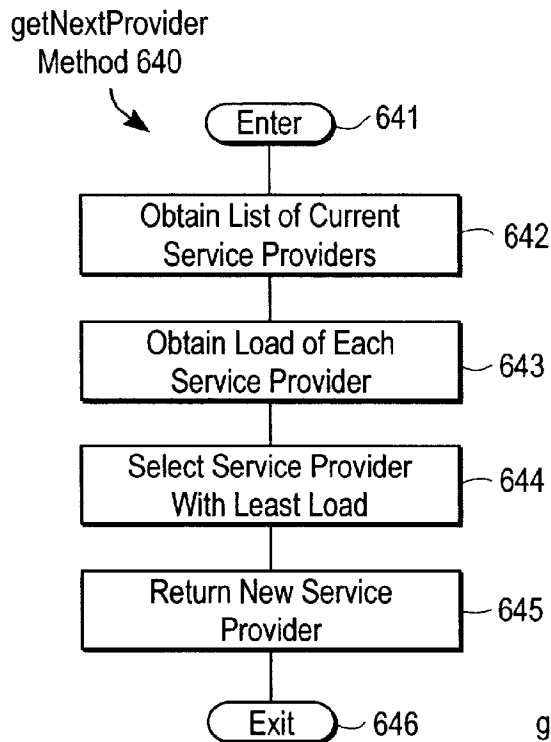 getNextProvider
Method 640
Enter
641
Obtain List of Current
Service Providers
642
Obtain Load of Each
Service Provider
643
Select Service Provider
With Least Load
644
Return New Service
Provider
645
Exit
646
g